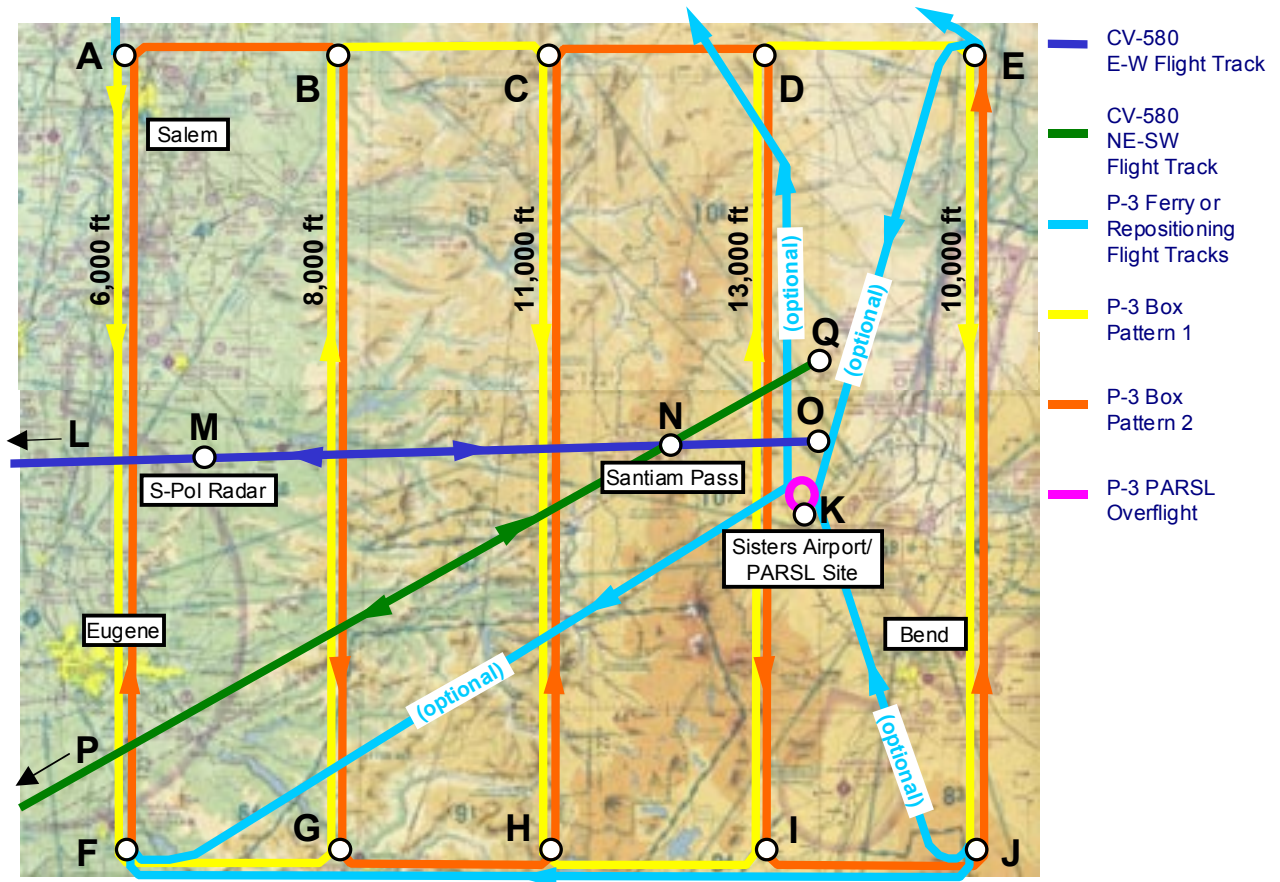 A
B
C
D
E
Salem
6,000 ft
8,000 ft
11,000 ft
13,000 ft
10,000 ft
(optional)
(optional)
Q
L
M
N
O
S-Pol Radar
Santiam Pass
K
Sisters Airport/
PARSL Site
Eugene
Bend
(optional)
(optional)
P
F
G
H
I
J
CV-580
E-W Flight Track
CV-580
NE-SW
Flight Track
P-3 Ferry or
Repositioning
Flight Tracks
P-3 Box
Pattern 1
P-3 Box
Pattern 2
P-3 PARSL
Overflight